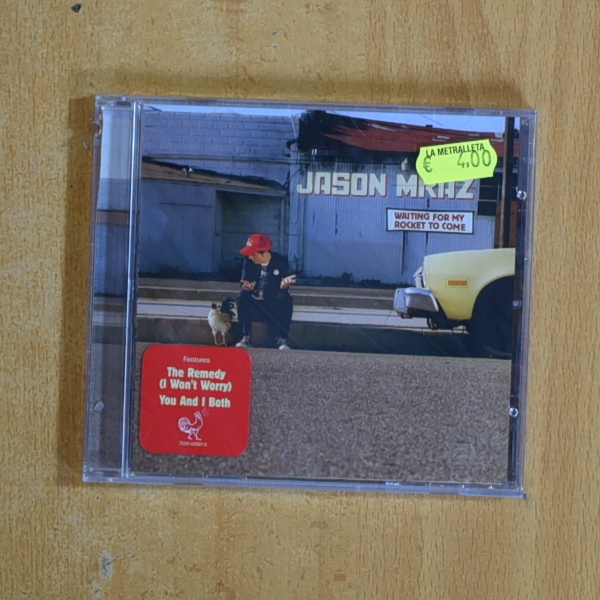 LA METRALLETA
€ 4,00
JASON MRAZ
WAITING FOR MY
ROCKET TO COME
Features
The Remedy
(I Won't Worry)
You And I Both